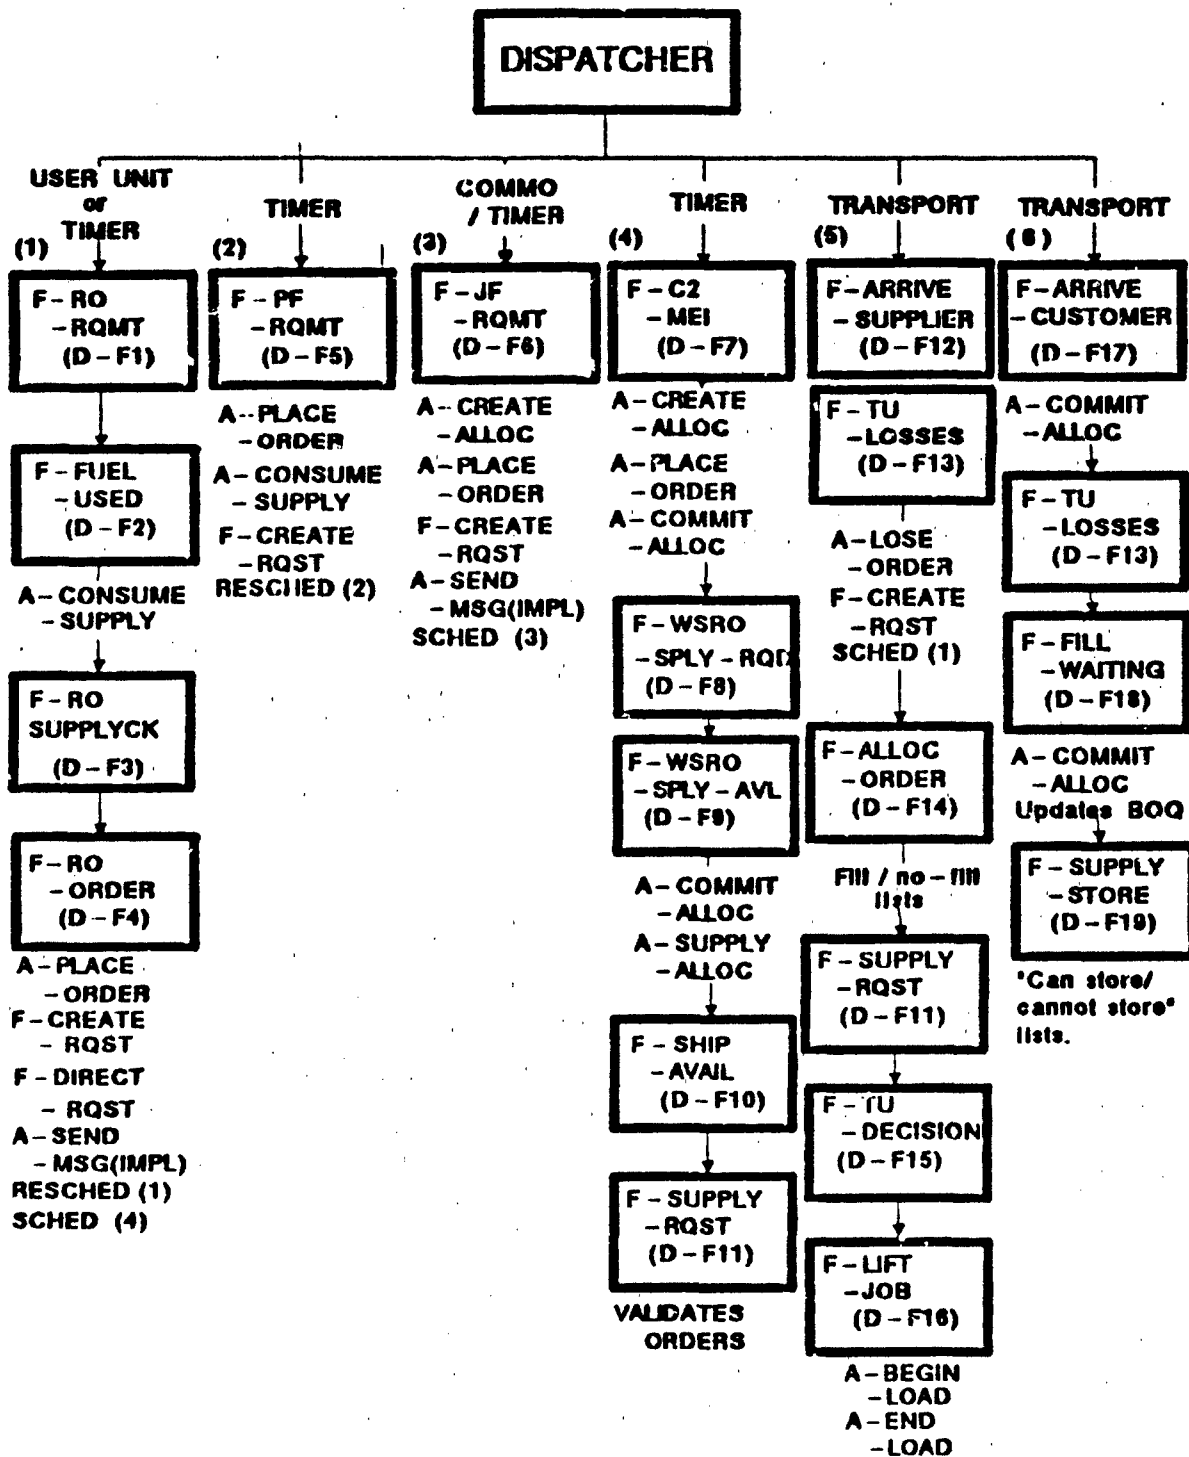 DISPATCHER
USER UNIT
or
TIMER
(1)
F-RO
-RQMT
(D-F1)
F-FUEL
-USED
(D-F2)
A-CONSUME
-SUPPLY
F-RO
SUPPLYCK
(D-F3)
F-RO
-ORDER
(D-F4)
A-PLACE
-ORDER
F-CREATE
-RQST
F-DIRECT
-RQST
A-SEND
-MSG(IMPL)
RESCHED (1)
SCHED (4)
TIMER
(2)
F-PF
-RQMT
(D-F5)
A-PLACE
-ORDER
A-CONSUME
-SUPPLY
F-CREATE
-RQST
RESCHED (2)
COMMO
/ TIMER
(3)
F-JF
-RQMT
(D-F6)
A-CREATE
-ALLOC
A-PLACE
-ORDER
F-CREATE
-RQST
A-SEND
-MSG(IMPL)
SCHED (3)
TIMER
(4)
F-C2
-MEI
(D-F7)
A-CREATE
-ALLOC
A-PLACE
-ORDER
A-COMMIT
-ALLOC
F-WSRO
-SPLY-RQD
(D-F8)
F-WSRO
-SPLY-AVL
(D-F9)
A-COMMIT
-ALLOC
A-SUPPLY
-ALLOC
F-SHIP
-AVAIL
(D-F10)
F-SUPPLY
-RQST
(D-F11)
VALIDATES
ORDERS
TRANSPORT
(5)
F-ARRIVE
-SUPPLIER
(D-F12)
F-TU
-LOSSES
(D-F13)
A-LOSE
-ORDER
F-CREATE
-RQST
SCHED (1)
F-ALLOC
-ORDER
(D-F14)
Fill / no-fill
lists
F-SUPPLY
-RQST
(D-F11)
F-TU
-DECISION
(D-F15)
F-LIFT
-JOB
(D-F16)
A-BEGIN
-LOAD
A-END
-LOAD
TRANSPORT
(6)
F-ARRIVE
-CUSTOMER
(D-F17)
A-COMMIT
-ALLOC
F-TU
-LOSSES
(D-F13)
F-FILL
-WAITING
(D-F18)
A-COMMIT
-ALLOC
Updates BOQ
F-SUPPLY
-STORE
(D-F19)
"Can store/
cannot store"
lists.